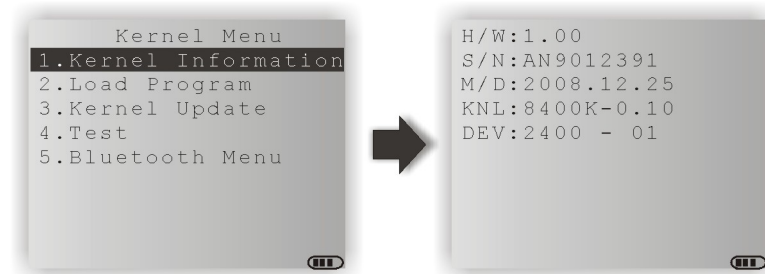 Kernel Menu
1.Kernel Information
2.Load Program
3.Kernel Update
4.Test
5.Bluetooth Menu
H/W:1.00
S/N:AN9012391
M/D:2008.12.25
KNL:8400K-0.10
DEV:2400 - 01